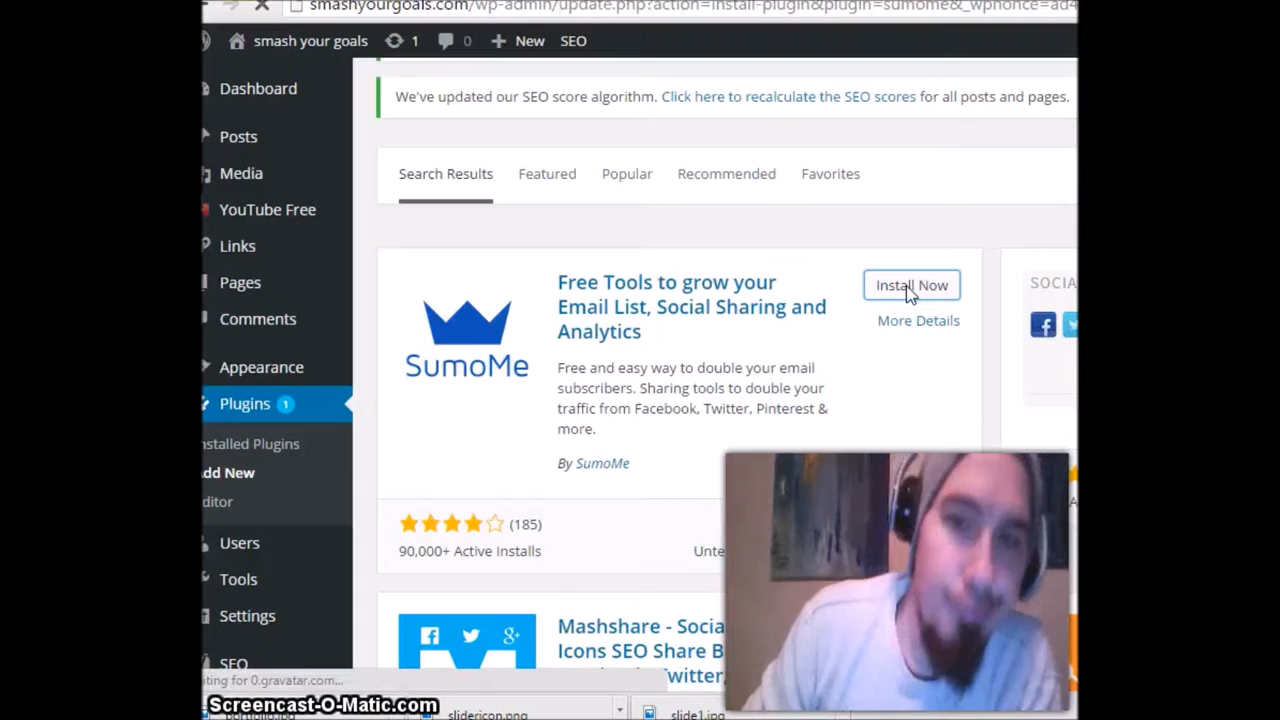 smashyourgoals.com/wp-admin/update.php?action=install-plugin&plugin=sumome&_wpnonce=ad4
smash your goals 1 0 New SEO
Dashboard
We've updated our SEO score algorithm. Click here to recalculate the SEO scores for all posts and pages.
Posts
Media
YouTube Free
Links
Pages
Comments
Appearance
Plugins 1
nstalled Plugins
dd New
ditor
Users
Tools
Settings
SEO
Search Results Featured Popular Recommended Favorites
SumoMe
Free Tools to grow your
Email List, Social Sharing and
Analytics
Install Now
More Details
Free and easy way to double your email
subscribers. Sharing tools to double your
traffic from Facebook, Twitter, Pinterest &
more.
By SumoMe
(185)
90,000+ Active Installs
Unte
SOCIA
Mashshare - Socia
Icons SEO Share B
witter,
iting for 0.gravatar.com...
Screencast-O-Matic.com
portfolio.jpg slidericon.png slide1.jpg